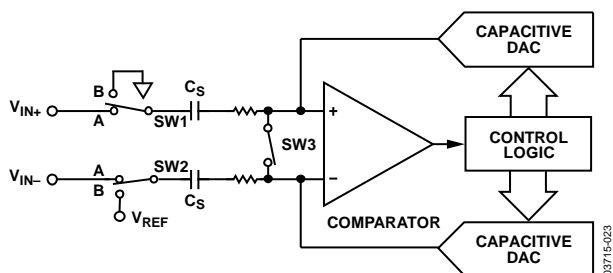 CAPACITIVE
DAC
B
CS
VIN+
A
SW1
+
SW3
CONTROL
LOGIC
VIN–
A
SW2
–
B
CS
VREF
COMPARATOR
CAPACITIVE
DAC
03715-023